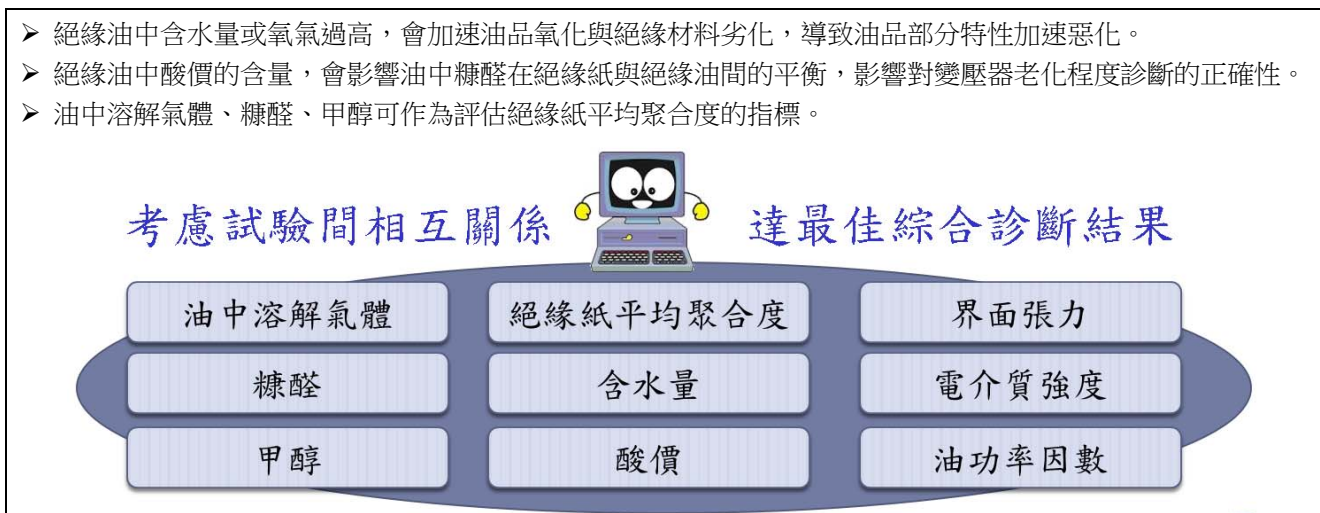 ➤ 絕緣油中含水量或氧氣過高，會加速油品氧化與絕緣材料劣化，導致油品部分特性加速惡化。
➤ 絕緣油中酸價的含量，會影響油中糠醛在絕緣紙與絕緣油間的平衡，影響對變壓器老化程度診斷的正確性。
➤ 油中溶解氣體、糠醛、甲醇可作為評估絕緣紙平均聚合度的指標。
考慮試驗間相互關係 達最佳綜合診斷結果
油中溶解氣體 絕緣紙平均聚合度 界面張力
糠醛 含水量 電介質強度
甲醇 酸價 油功率因數